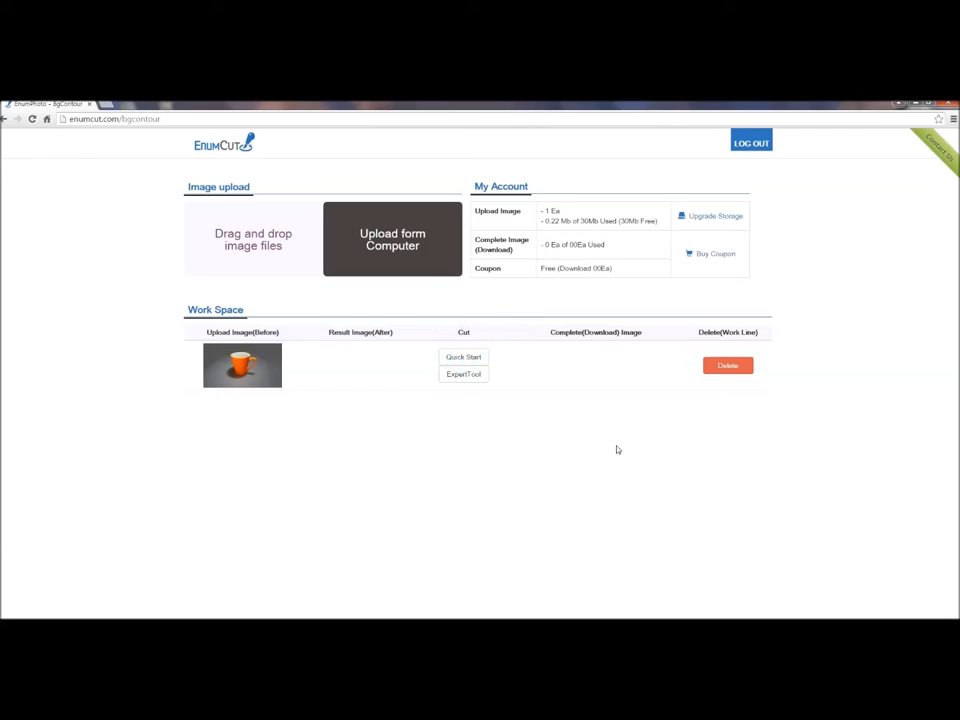 EnumPhoto - BgContour
enumcut.com/bgcontour
ENUMCUT
LOG OUT
Contact Us
Image upload
Drag and drop
image files
Upload form
Computer
My Account
Upload Image
- 1 Ea
- 0.22 Mb of 30Mb Used (30Mb Free)
Upgrade Storage
Complete Image
(Download)
- 0 Ea of 00Ea Used
Buy Coupon
Coupon
Free (Download 00Ea)
Work Space
Upload Image(Before)
Result Image(After)
Cut
Complete(Download) Image
Delete(Work Line)
Quick Start
ExpertTool
Delete